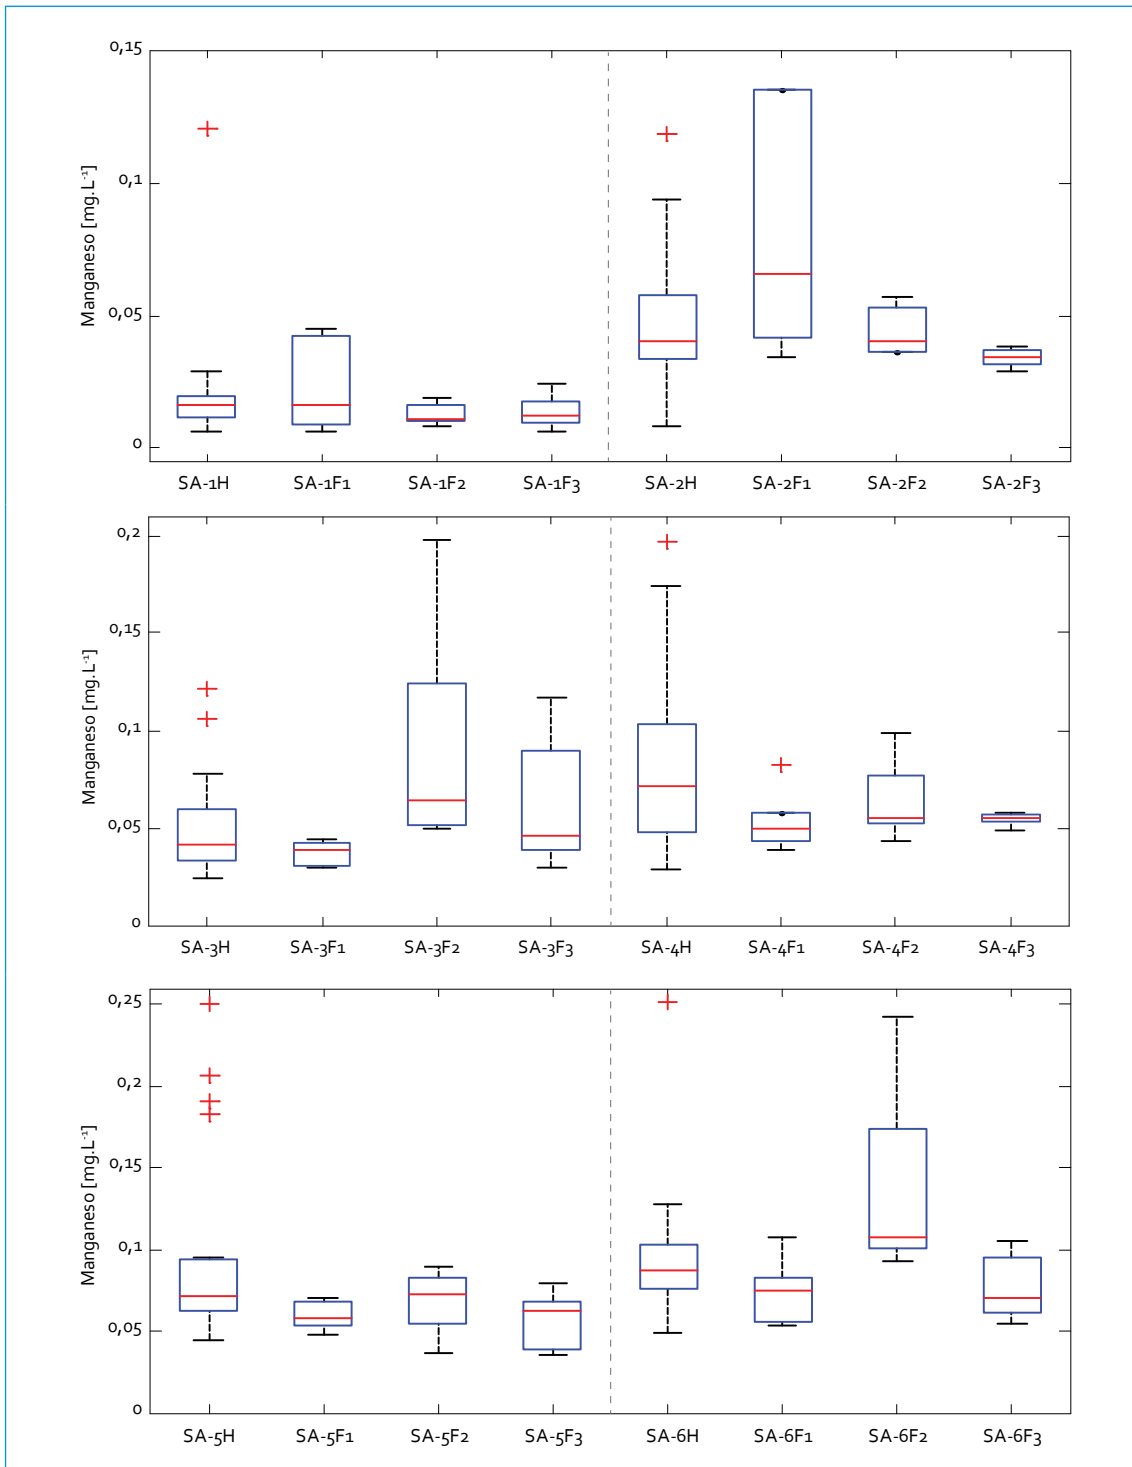 0,15
0,1
0,05
0
Manganeso [mg.L⁻¹]
SA-1H SA-1F1 SA-1F2 SA-1F3 SA-2H SA-2F1 SA-2F2 SA-2F3
0,2
0,15
0,1
0,05
0
Manganeso [mg.L⁻¹]
SA-3H SA-3F1 SA-3F2 SA-3F3 SA-4H SA-4F1 SA-4F2 SA-4F3
0,25
0,2
0,15
0,1
0,05
0
Manganeso [mg.L⁻¹]
SA-5H SA-5F1 SA-5F2 SA-5F3 SA-6H SA-6F1 SA-6F2 SA-6F3